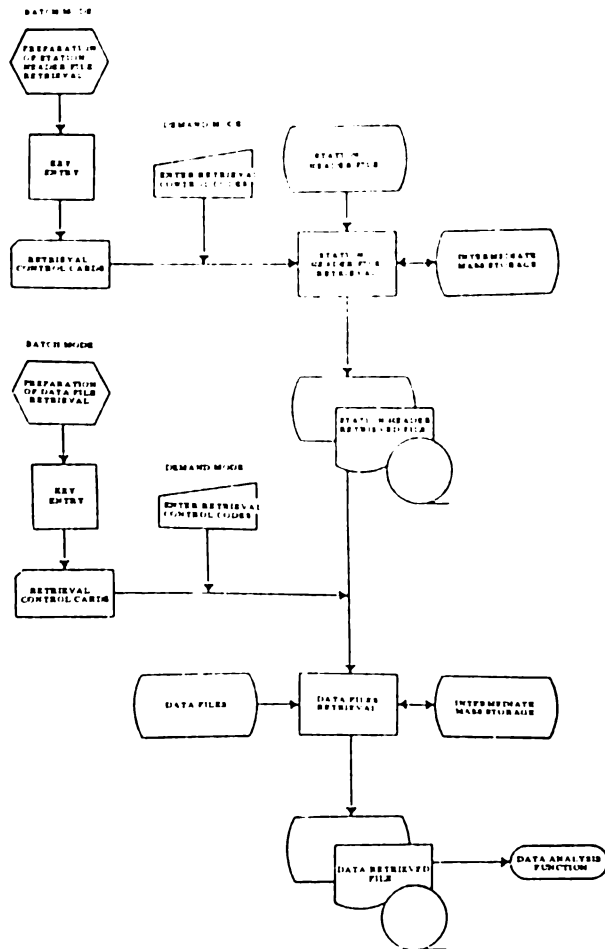 BATCH MODE
PREPARATION
OF STATION
HEADER FILE
RETRIEVAL
DEMAND MODE
KEY
ENTRY
ENTER RETRIEVAL
CONTROL CODES
STATION
HEADER FILE
RETRIEVAL
CONTROL CARDS
STATION
HEADER FILE
RETRIEVAL
INTERMEDIATE
MASS STORAGE
BATCH MODE
PREPARATION
OF DATA FILE
RETRIEVAL
STATION HEADER
RETRIEVED FILE
DEMAND MODE
KEY
ENTRY
ENTER RETRIEVAL
CONTROL CODES
RETRIEVAL
CONTROL CARDS
DATA FILES
DATA FILES
RETRIEVAL
INTERMEDIATE
MASS STORAGE
DATA RETRIEVED
FILE
DATA ANALYSIS
FUNCTION